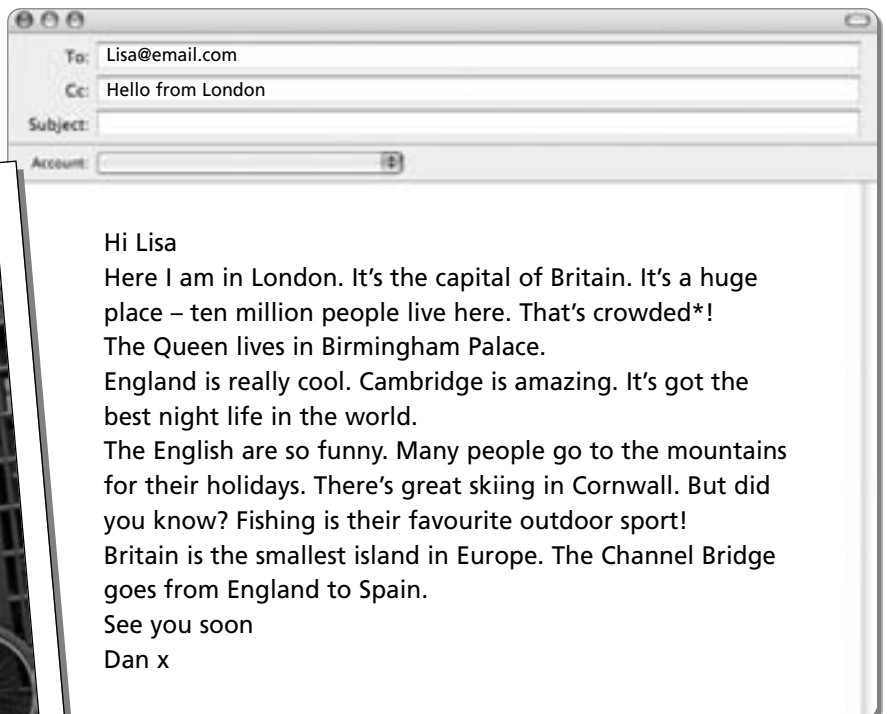 To: Lisa@email.com
Cc: Hello from London
Subject:
Account:
Hi Lisa
Here I am in London. It's the capital of Britain. It's a huge
place – ten million people live here. That's crowded*!
The Queen lives in Birmingham Palace.
England is really cool. Cambridge is amazing. It's got the
best night life in the world.
The English are so funny. Many people go to the mountains
for their holidays. There's great skiing in Cornwall. But did
you know? Fishing is their favourite outdoor sport!
Britain is the smallest island in Europe. The Channel Bridge
goes from England to Spain.
See you soon
Dan x